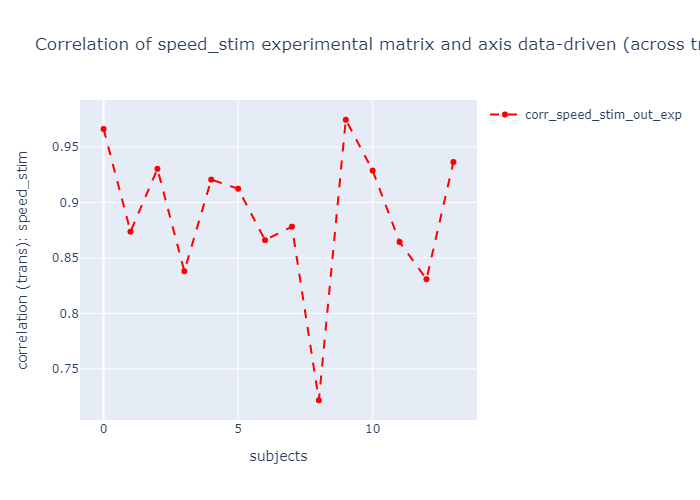 Correlation of speed_stim experimental matrix and axis data-driven (across
corr_speed_stim_out_exp
correlation (trans): speed_stim
0.95
0.9
0.85
0.8
0.75
0
5
10
subjects